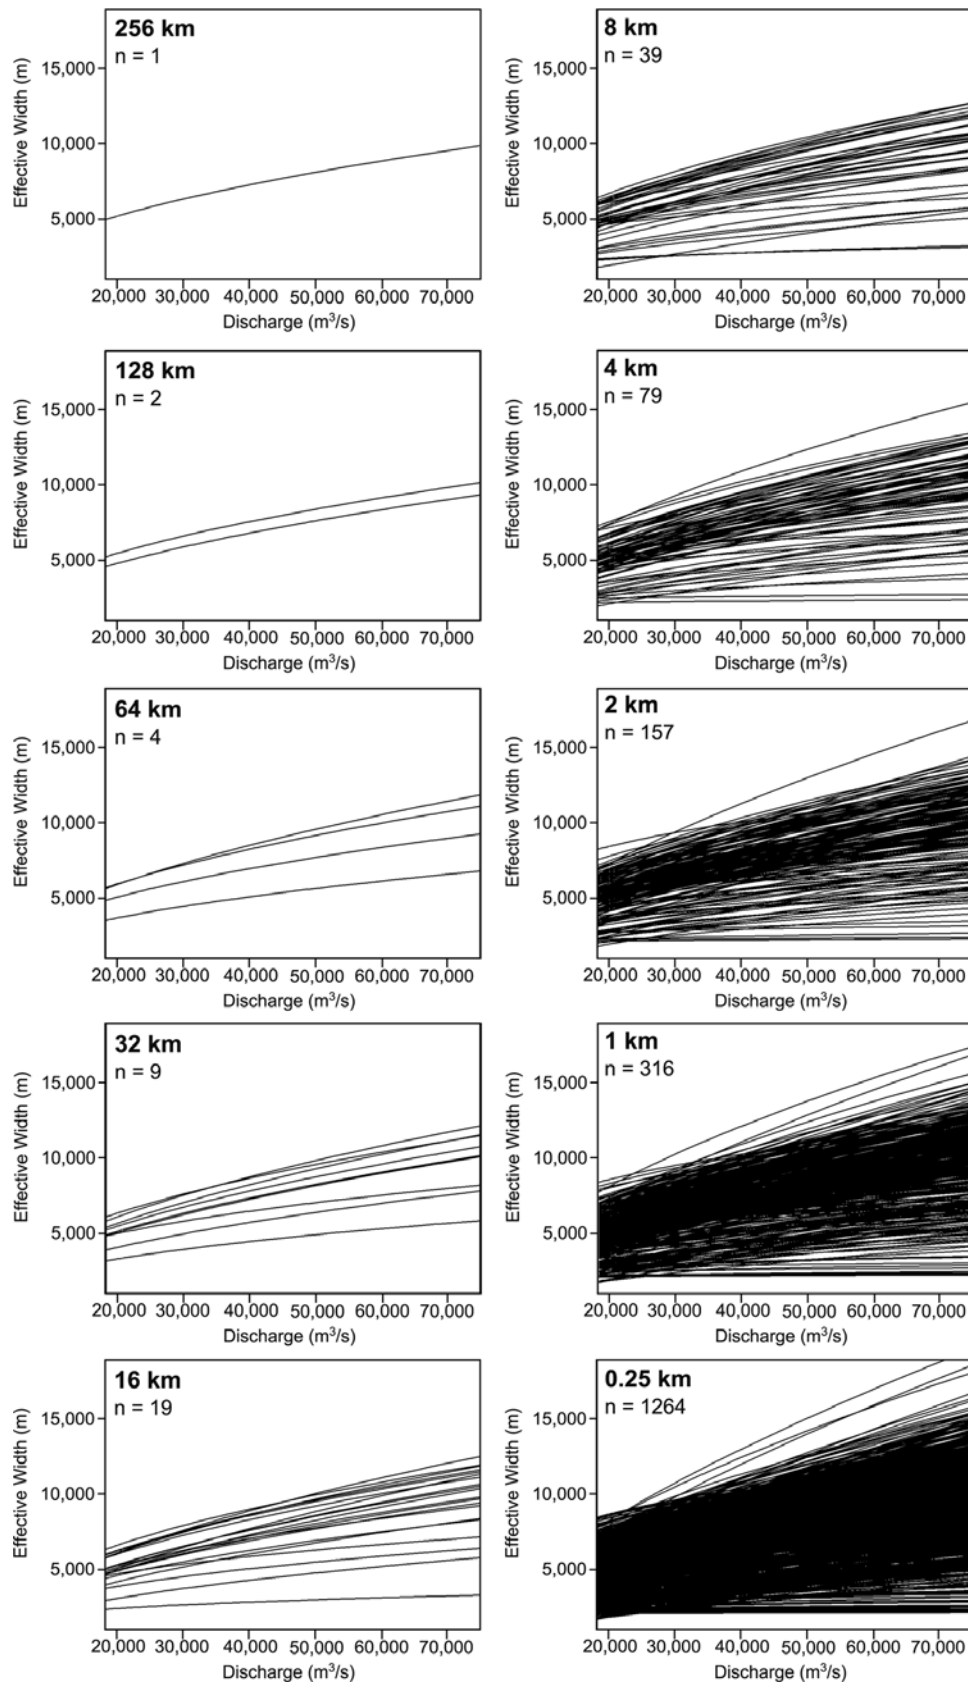 256 km
n = 1
Effective Width (m)
15,000
10,000
5,000
20,000 30,000 40,000 50,000 60,000 70,000
Discharge (m³/s)
128 km
n = 2
Effective Width (m)
15,000
10,000
5,000
20,000 30,000 40,000 50,000 60,000 70,000
Discharge (m³/s)
64 km
n = 4
Effective Width (m)
15,000
10,000
5,000
20,000 30,000 40,000 50,000 60,000 70,000
Discharge (m³/s)
32 km
n = 9
Effective Width (m)
15,000
10,000
5,000
20,000 30,000 40,000 50,000 60,000 70,000
Discharge (m³/s)
16 km
n = 19
Effective Width (m)
15,000
10,000
5,000
20,000 30,000 40,000 50,000 60,000 70,000
Discharge (m³/s)
8 km
n = 39
Effective Width (m)
15,000
10,000
5,000
20,000 30,000 40,000 50,000 60,000 70,000
Discharge (m³/s)
4 km
n = 79
Effective Width (m)
15,000
10,000
5,000
20,000 30,000 40,000 50,000 60,000 70,000
Discharge (m³/s)
2 km
n = 157
Effective Width (m)
15,000
10,000
5,000
20,000 30,000 40,000 50,000 60,000 70,000
Discharge (m³/s)
1 km
n = 316
Effective Width (m)
15,000
10,000
5,000
20,000 30,000 40,000 50,000 60,000 70,000
Discharge (m³/s)
0.25 km
n = 1264
Effective Width (m)
15,000
10,000
5,000
20,000 30,000 40,000 50,000 60,000 70,000
Discharge (m³/s)